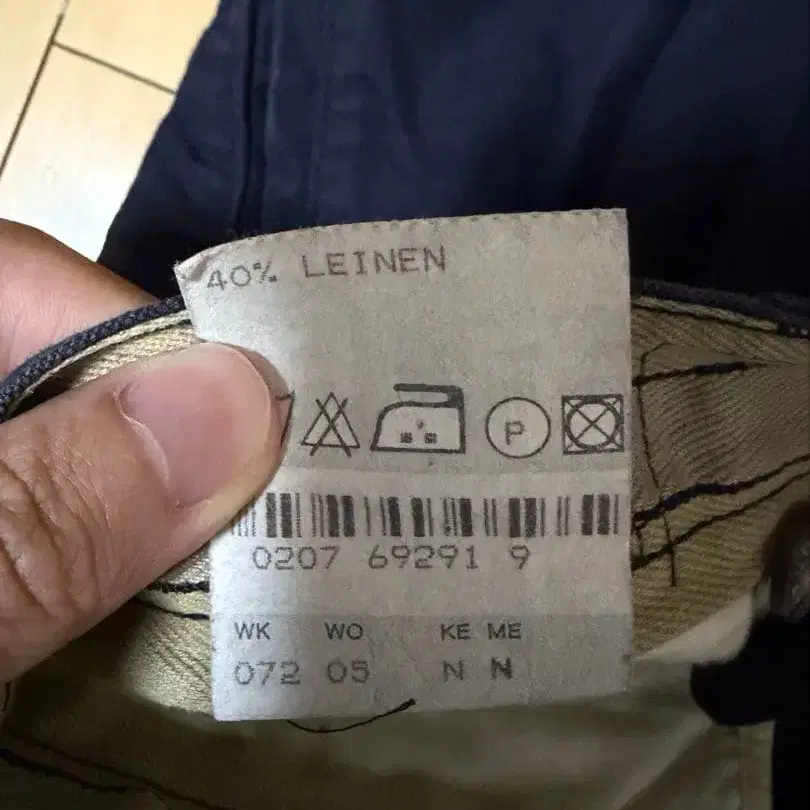 40% LEINEN
P
0207 69291 9
WK WO KE ME
072 05 N N